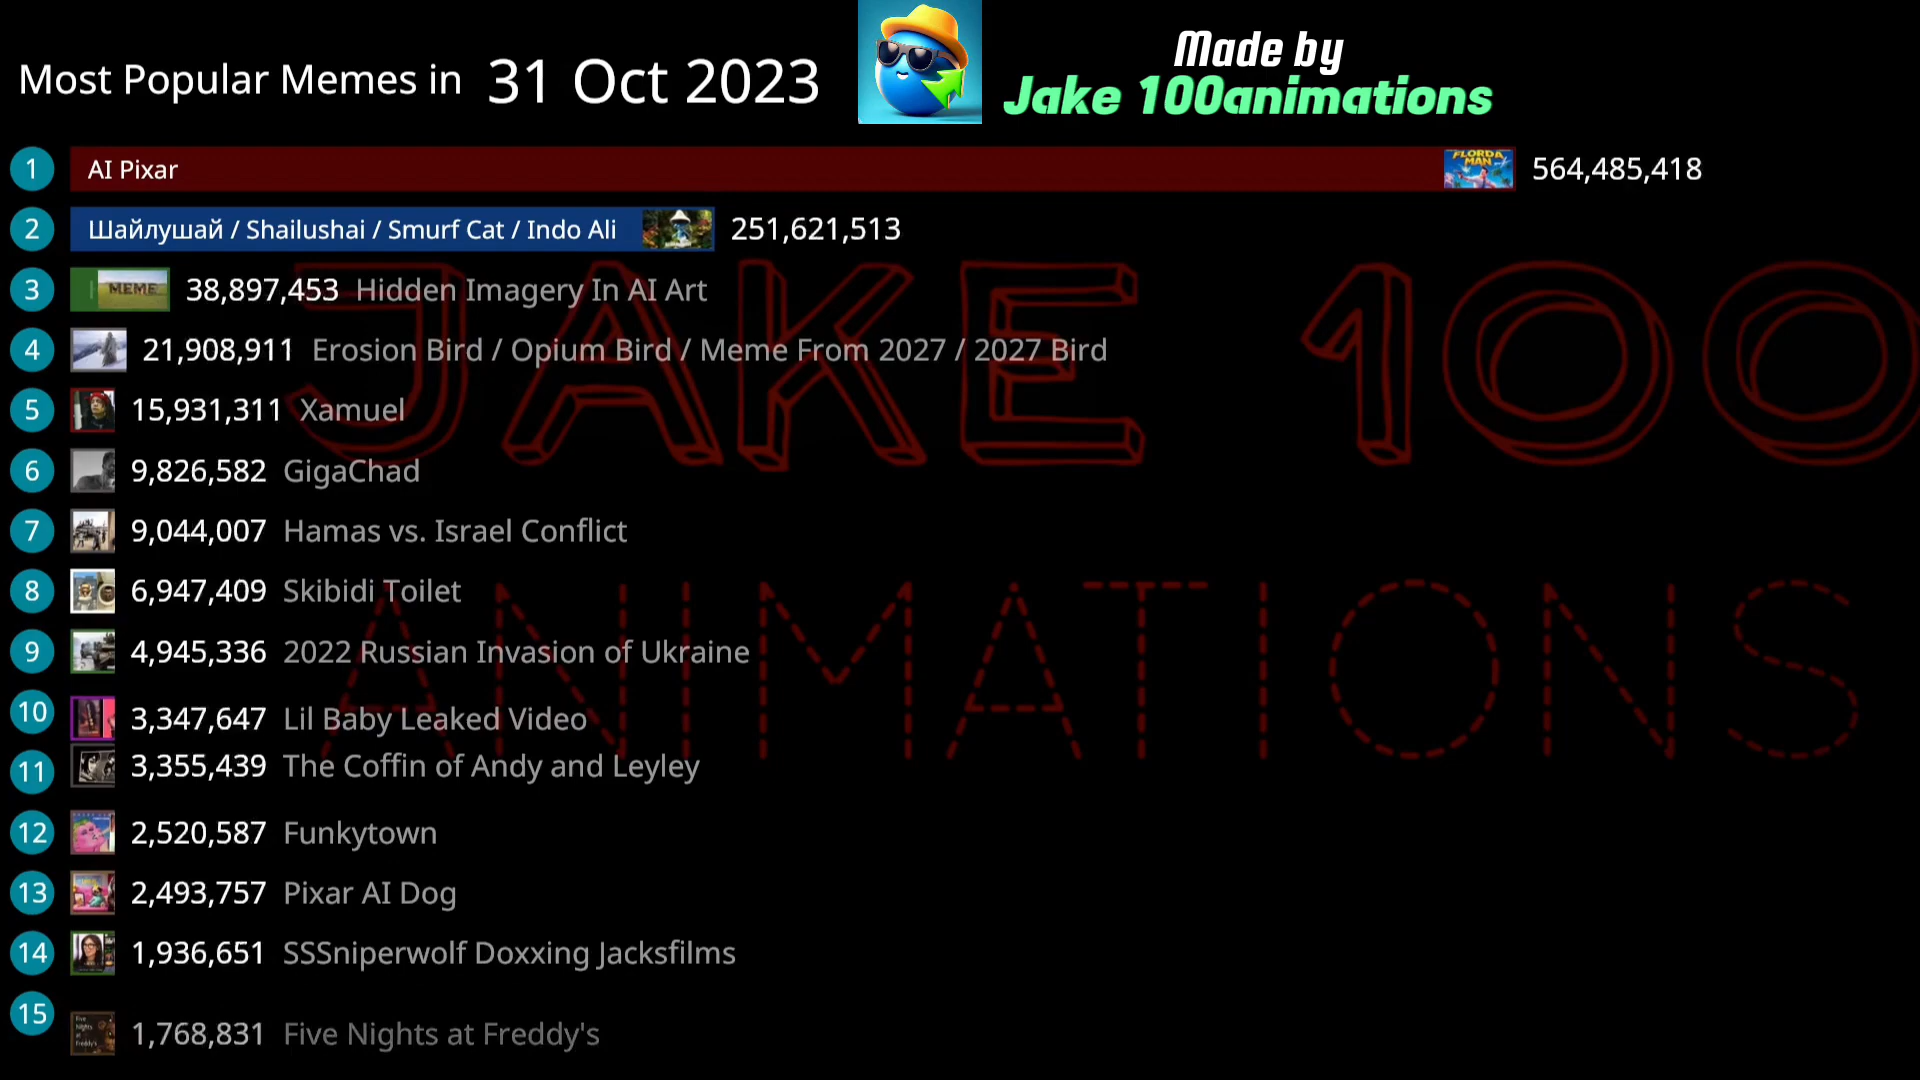 Most Popular Memes in 31 Oct 2023
Made by
Jake 100animations
1 AI Pixar FLORDA MAN 564,485,418
2 Шайлушай / Shailushai / Smurf Cat / Indo Ali 251,621,513
3 MEME 38,897,453 Hidden Imagery In AI Art
4 21,908,911 Erosion Bird / Opium Bird / Meme From 2027 / 2027 Bird
5 15,931,311 Xamuel
6 9,826,582 GigaChad
7 9,044,007 Hamas vs. Israel Conflict
8 6,947,409 Skibidi Toilet
9 4,945,336 2022 Russian Invasion of Ukraine
10 3,347,647 Lil Baby Leaked Video
11 3,355,439 The Coffin of Andy and Leyley
12 2,520,587 Funkytown
13 2,493,757 Pixar AI Dog
14 1,936,651 SSSniperwolf Doxxing Jacksfilms
15 Five Nights at Freddy's 1,768,831 Five Nights at Freddy's
JAKE 100
ANIMATIONS